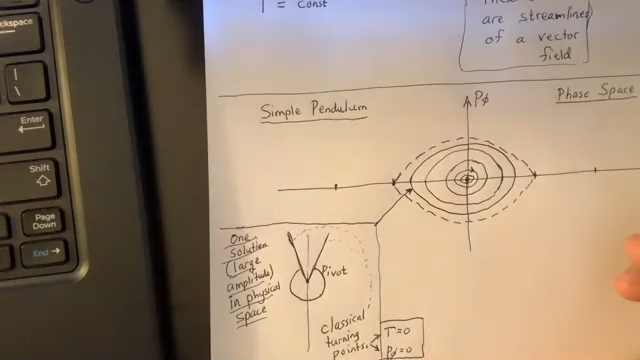 T = Const
are streamlines
of a vector
field
Simple Pendulum
Pϕ
Phase Space
One
Solution
(large
amplitude)
in physical
space
Pivot
classical
turning
points.
T=0
Pϕ=0
Enter
Shift
Page
Down
End